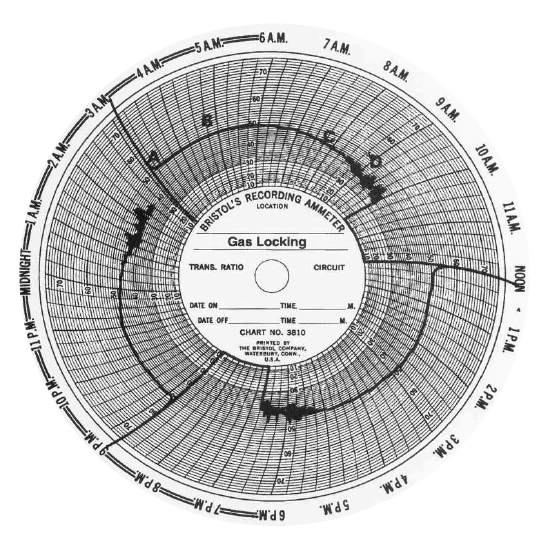 6 A.M.
7 A.M.
8 A.M.
9 A.M.
10 A.M.
11 A.M.
NOON
1 P.M.
2 P.M.
3 P.M.
4 P.M.
5 P.M.
6 P.M.
7 P.M.
8 P.M.
9 P.M.
10 P.M.
11 P.M.
MIDNIGHT
1 A.M.
2 A.M.
3 A.M.
4 A.M.
5 A.M.
A
B
C
D
BRISTOL'S RECORDING AMMETER
LOCATION
Gas Locking
TRANS. RATIO CIRCUIT
DATE ON TIME M.
DATE OFF TIME M.
CHART NO. 3810
PRINTED BY
THE BRISTOL COMPANY,
WATERBURY, CONN.,
U.S.A.